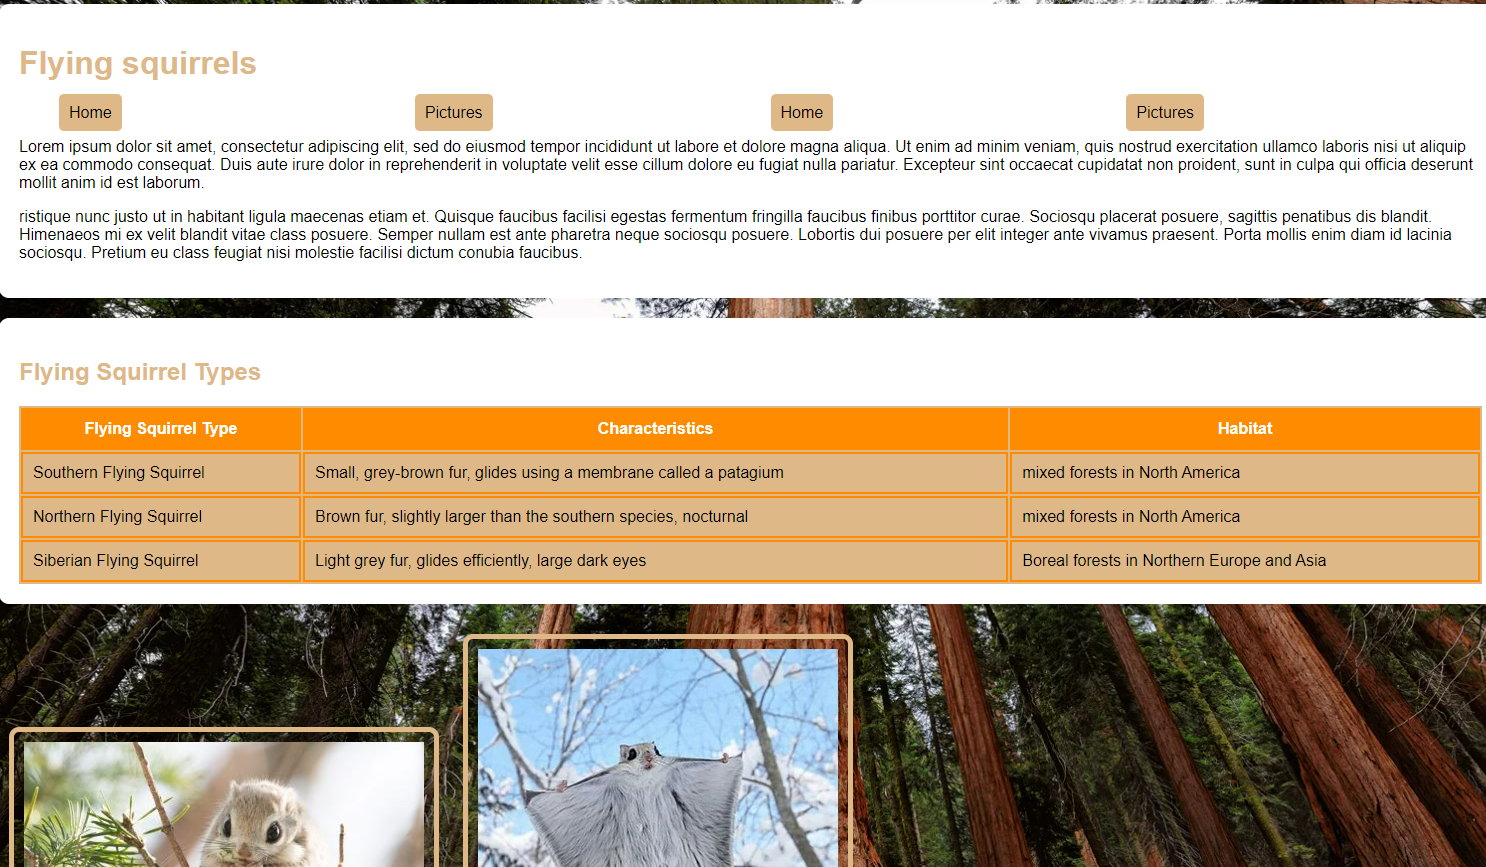 Flying squirrels
Home Pictures Home Pictures
Lorem ipsum dolor sit amet, consectetur adipiscing elit, sed do eiusmod tempor incididunt ut labore et dolore magna aliqua. Ut enim ad minim veniam, quis nostrud exercitation ullamco laboris nisi ut aliquip
ex ea commodo consequat. Duis aute irure dolor in reprehenderit in voluptate velit esse cillum dolore eu fugiat nulla pariatur. Excepteur sint occaecat cupidatat non proident, sunt in culpa qui officia deserunt
mollit anim id est laborum.
ristique nunc justo ut in habitant ligula maecenas etiam et. Quisque faucibus facilisi egestas fermentum fringilla faucibus finibus porttitor curae. Sociosqu placerat posuere, sagittis penatibus dis blandit.
Himenaeos mi ex velit blandit vitae class posuere. Semper nullam est ante pharetra neque sociosqu posuere. Lobortis dui posuere per elit integer ante vivamus praesent. Porta mollis enim diam id lacinia
sociosqu. Pretium eu class feugiat nisi molestie facilisi dictum conubia faucibus.
Flying Squirrel Types
Flying Squirrel Type Characteristics Habitat
Southern Flying Squirrel Small, grey-brown fur, glides using a membrane called a patagium mixed forests in North America
Northern Flying Squirrel Brown fur, slightly larger than the southern species, nocturnal mixed forests in North America
Siberian Flying Squirrel Light grey fur, glides efficiently, large dark eyes Boreal forests in Northern Europe and Asia